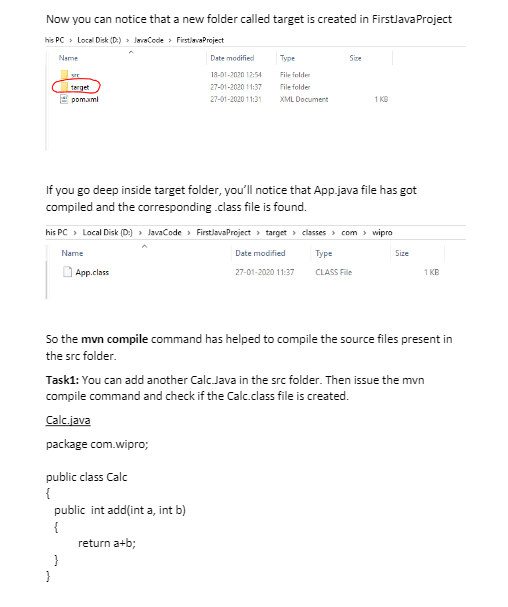 Now you can notice that a new folder called target is created in FirstJavaProject
his PC › Local Disk (D:) › JavaCode › FirstJavaProject
Name Date modified Type Size
src 18-01-2020 12:54 File folder
target 27-01-2020 11:37 File folder
pom.xml 27-01-2020 11:31 XML Document 1 KB
If you go deep inside target folder, you'll notice that App.java file has got
compiled and the corresponding .class file is found.
his PC › Local Disk (D:) › JavaCode › FirstJavaProject › target › classes › com › wipro
Name Date modified Type Size
App.class 27-01-2020 11:37 CLASS File 1 KB
So the mvn compile command has helped to compile the source files present in
the src folder.
Task1: You can add another Calc.Java in the src folder. Then issue the mvn
compile command and check if the Calc.class file is created.
Calc.java
package com.wipro;
public class Calc
{
public int add(int a, int b)
{
return a+b;
}
}